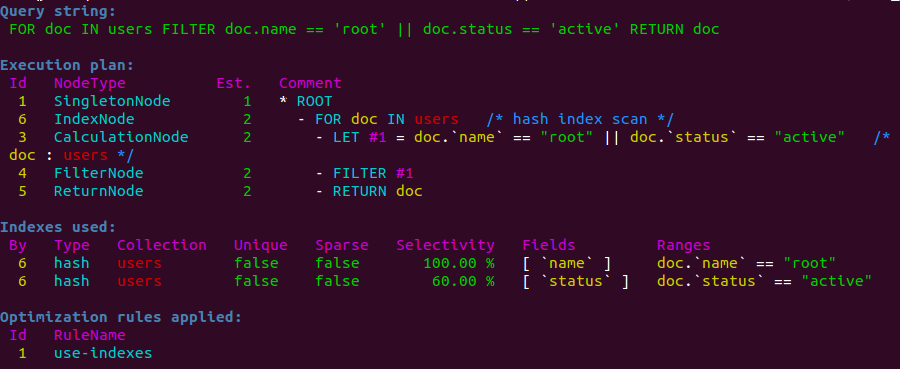 Query string:
FOR doc IN users FILTER doc.name == 'root' || doc.status == 'active' RETURN doc
Execution plan:
Id NodeType Est. Comment
1 SingletonNode 1 * ROOT
6 IndexNode 2 - FOR doc IN users /* hash index scan */
3 CalculationNode 2 - LET #1 = doc.`name` == "root" || doc.`status` == "active" /*
doc : users */
4 FilterNode 2 - FILTER #1
5 ReturnNode 2 - RETURN doc
Indexes used:
By Type Collection Unique Sparse Selectivity Fields Ranges
6 hash users false false 100.00 % [ `name` ] doc.`name` == "root"
6 hash users false false 60.00 % [ `status` ] doc.`status` == "active"
Optimization rules applied:
Id RuleName
1 use-indexes